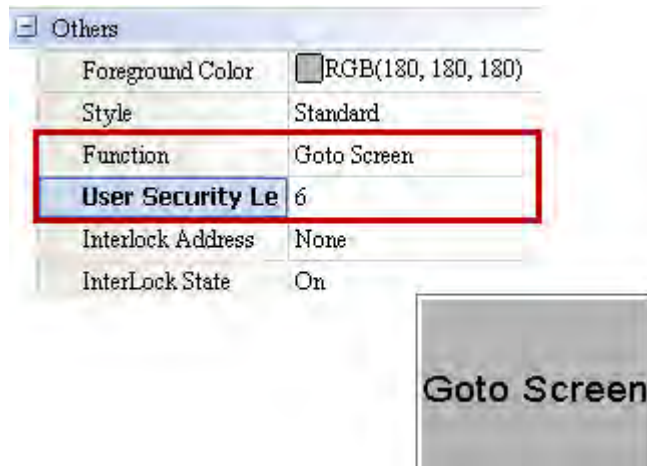 Others
Foreground Color RGB(180, 180, 180)
Style Standard
Function Goto Screen
User Security Le 6
Interlock Address None
InterLock State On
Goto Screen